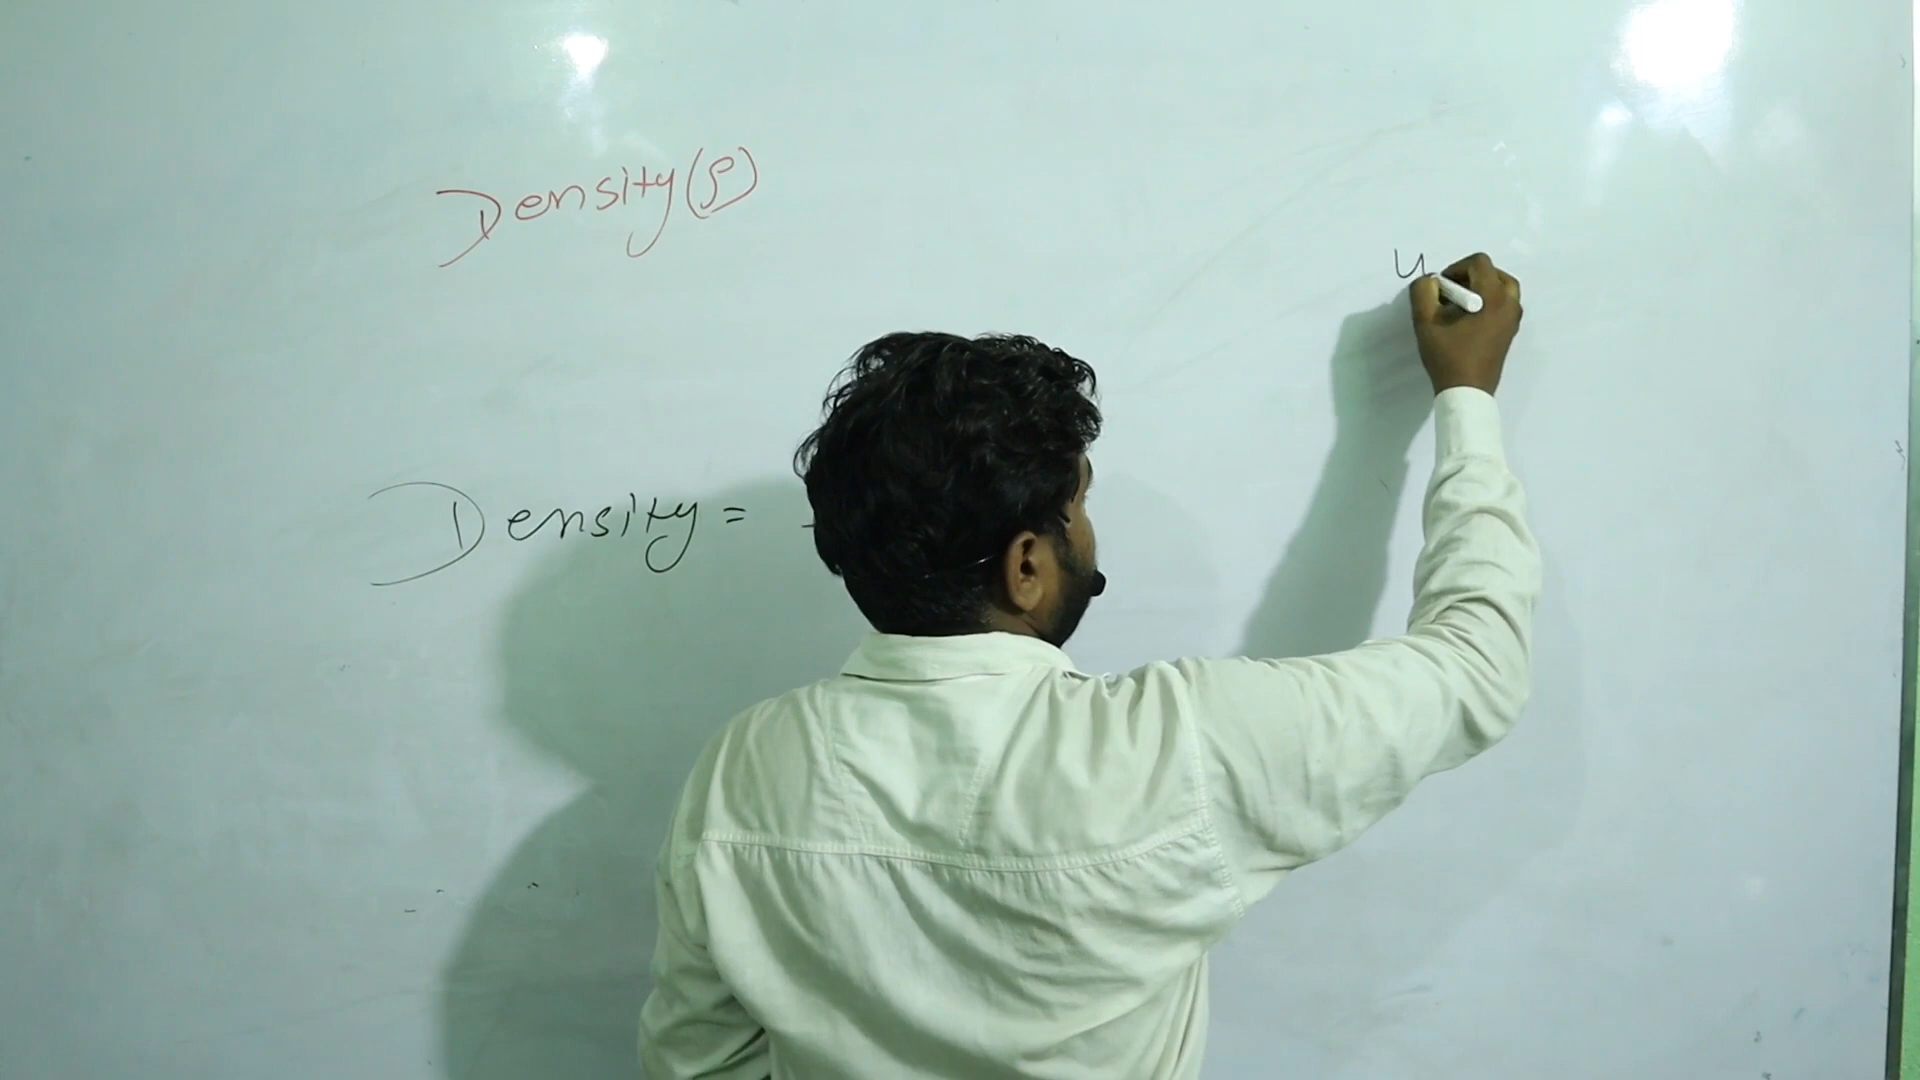 Density (ρ)
Density =
u